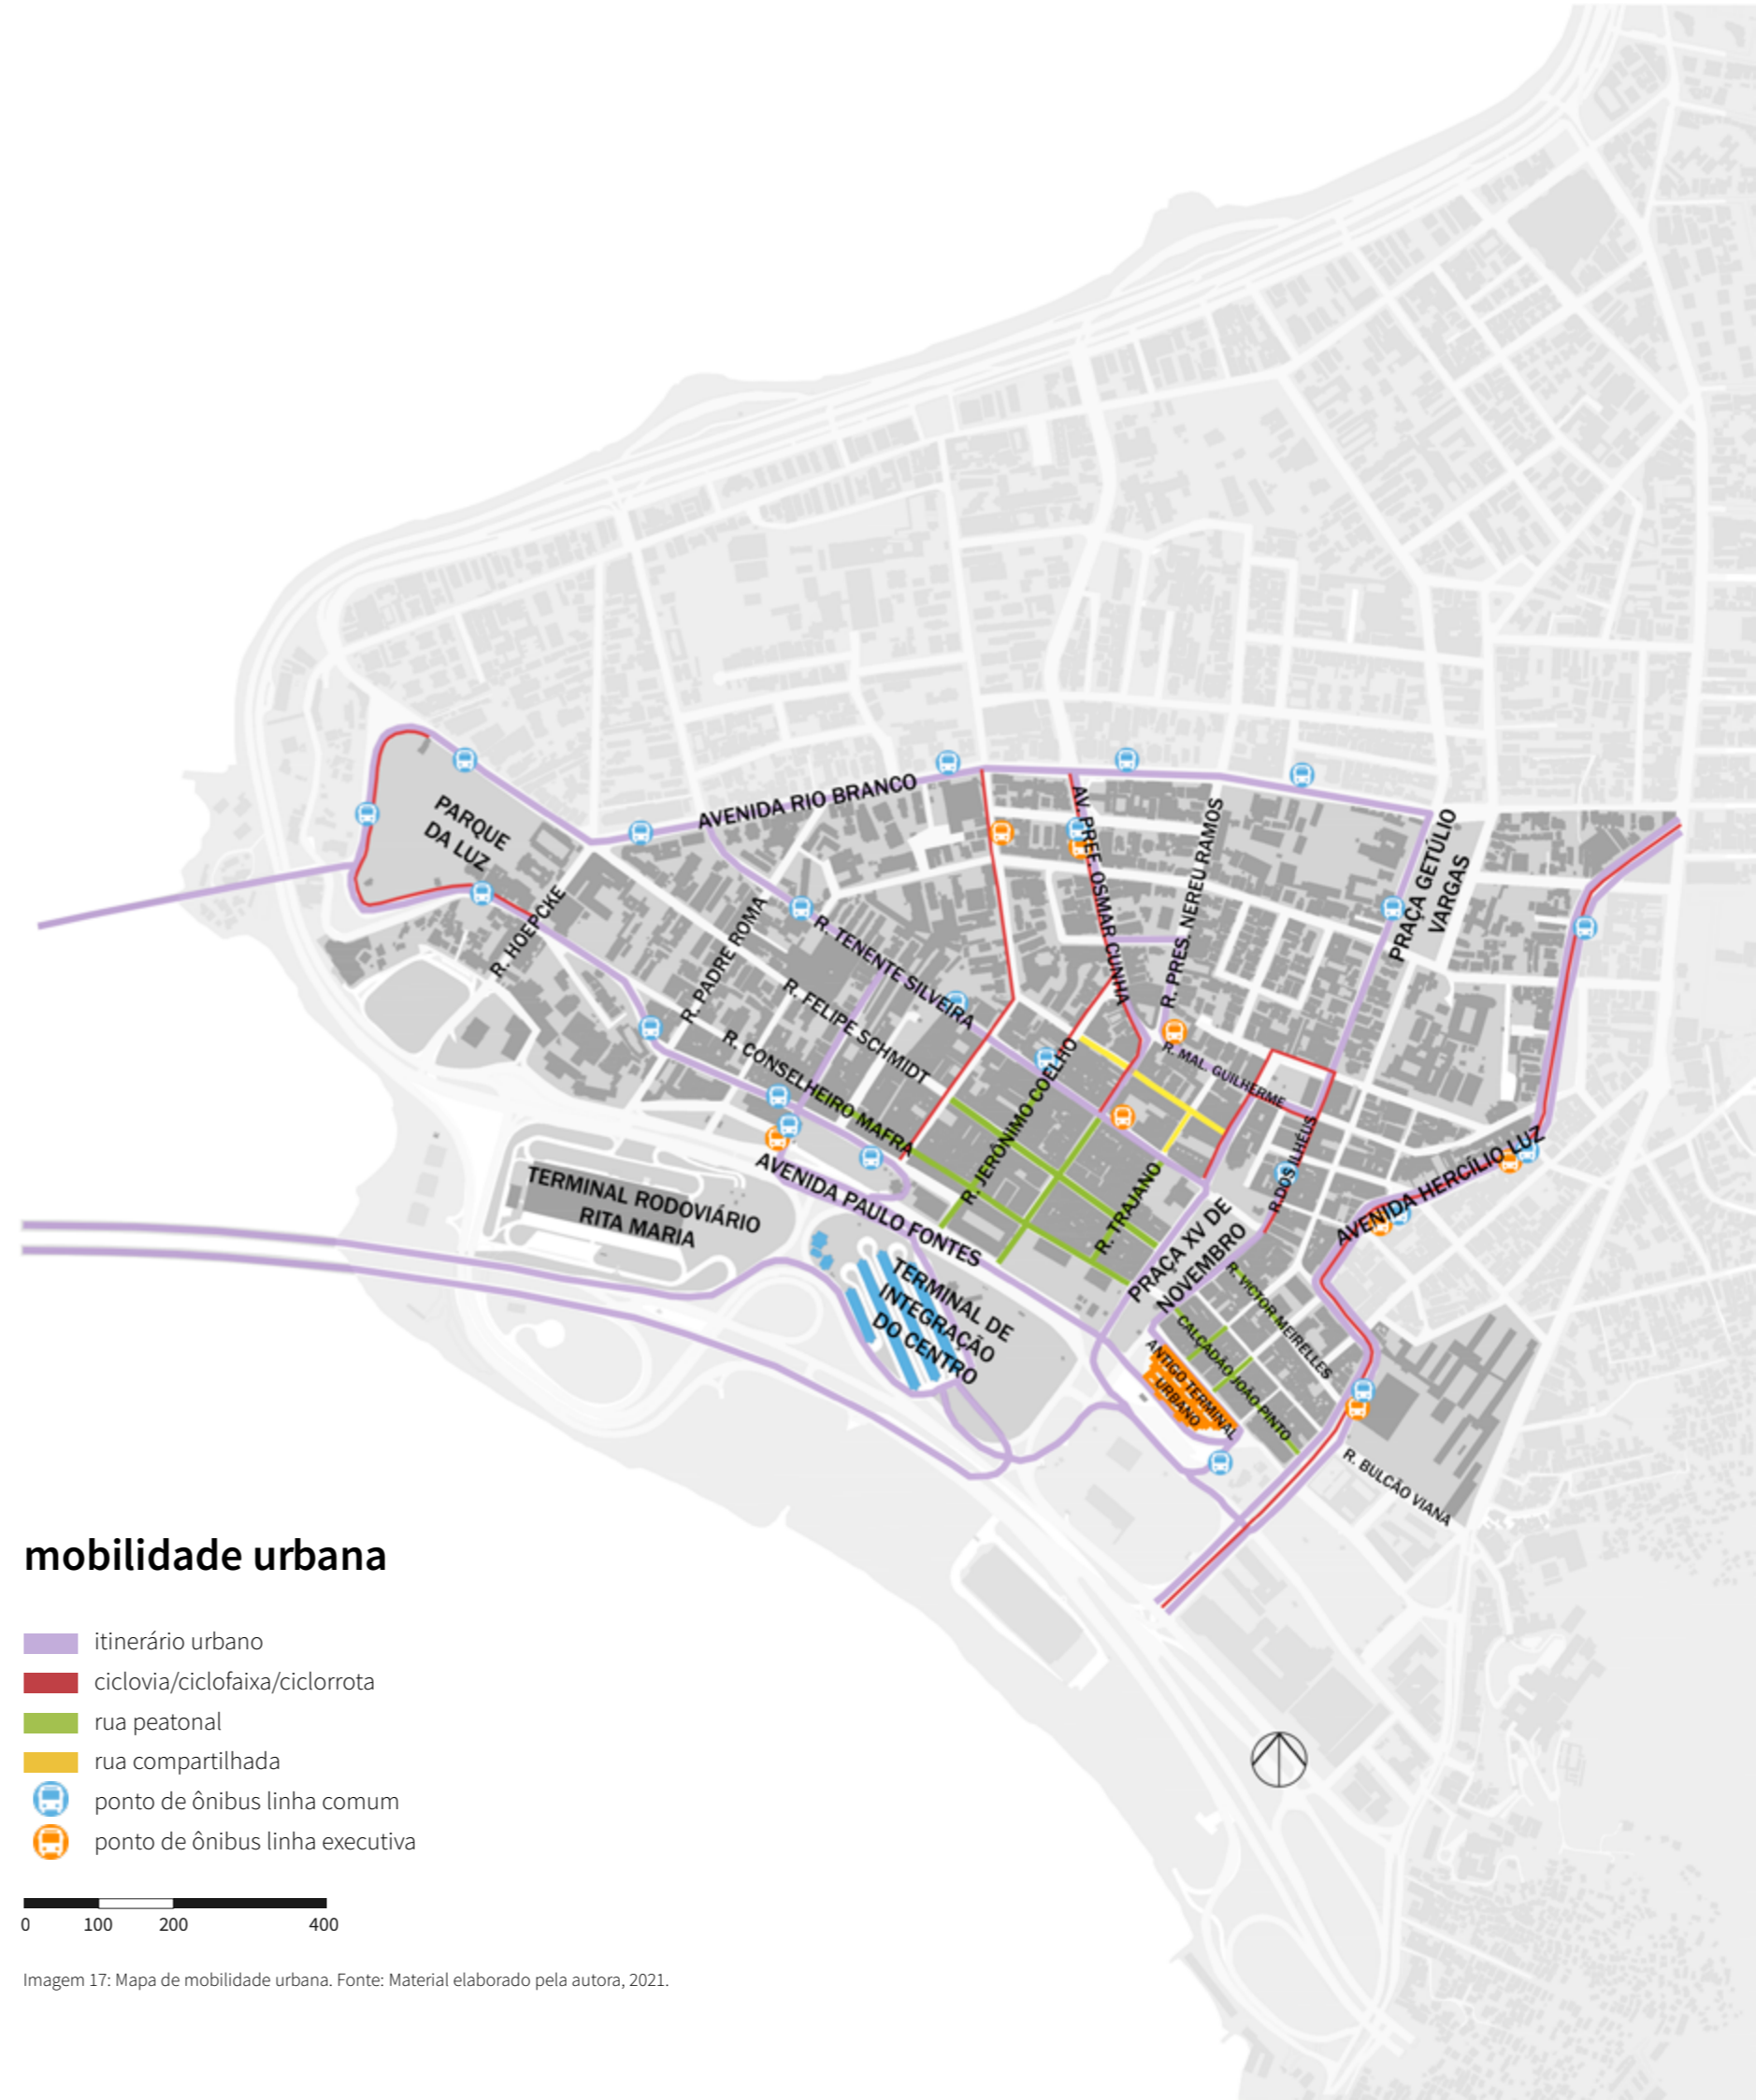 PARQUE
DA LUZ
AVENIDA RIO BRANCO
AV. PREF. OSMAR CUNHA
R. PRES. NEREU RAMOS
PRAÇA GETÚLIO
VARGAS
R. HOEPCKE
R. PADRE ROMA
R. TENENTE SILVEIRA
R. FELIPE SCHMIDT
R. CONSELHEIRO MAFRA
R. JERÔNIMO COELHO
R. MAL. GUILHERME
R. DOS ILHÉUS
R. TRAJANO
AVENIDA HERCÍLIO LUZ
TERMINAL RODOVIÁRIO
RITA MARIA
AVENIDA PAULO FONTES
PRAÇA XV DE
NOVEMBRO
TERMINAL DE
INTEGRAÇÃO
DO CENTRO
R. VICTOR MEIRELLES
CALÇADÃO JOÃO PINTO
ANTIGO TERMINAL
URBANO
R. BULCÃO VIANA
mobilidade urbana
itinerário urbano
ciclovia/ciclofaixa/ciclorrota
rua peatonal
rua compartilhada
ponto de ônibus linha comum
ponto de ônibus linha executiva
0 100 200 400
Imagem 17: Mapa de mobilidade urbana. Fonte: Material elaborado pela autora, 2021.